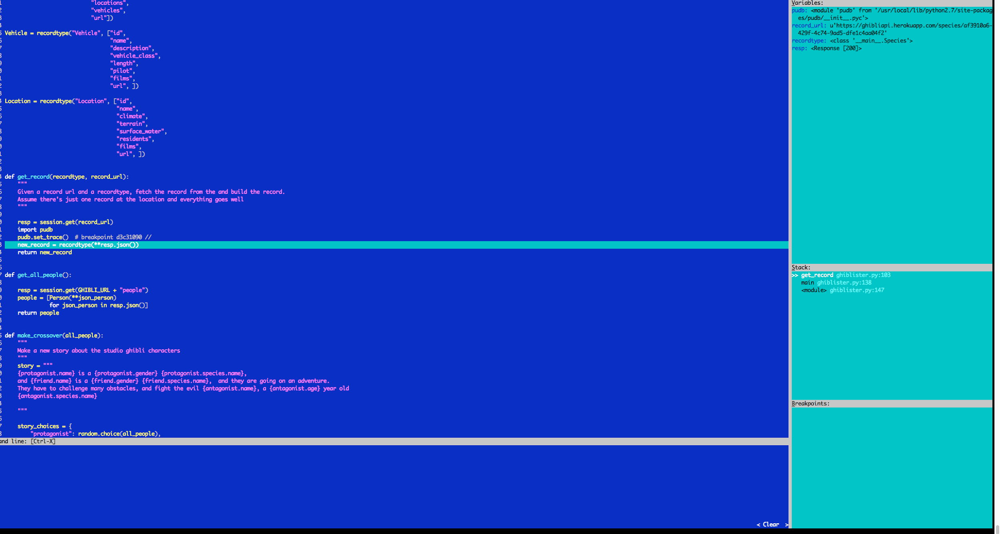 "locations",
"vehicles",
"url"])
Vehicle = recordtype("Vehicle", ["id",
"name",
"description",
"vehicle_class",
"length",
"pilot",
"films",
"url", ])
Location = recordtype("Location", ["id",
"name",
"climate",
"terrain",
"surface_water",
"residents",
"films",
"url", ])
def get_record(recordtype, record_url):
"""
Given a record url and a recordtype, fetch the record from the and build the record.
Assume there's just one record at the location and everything goes well
"""
resp = session.get(record_url)
import pudb
pudb.set_trace()  # breakpoint d3c31090 //
new_record = recordtype(**resp.json())
return new_record
def get_all_people():
resp = session.get(GHIBLI_URL + "people")
people = [Person(**json_person)
for json_person in resp.json()]
return people
def make_crossover(all_people):
"""
Make a new story about the studio ghibli characters
"""
story = """
{protagonist.name} is a {protagonist.gender} {protagonist.species.name},
and {friend.name} is a {friend.gender} {friend.species.name},  and they are going on an adventure.
They have to challenge many obstacles, and fight the evil {antagonist.name}, a {antagonist.age} year old
{antagonist.species.name}
"""
story_choices = {
"protagonist": random.choice(all_people),
and line: [Ctrl-X]
< Clear  >
Variables:
pudb: <module 'pudb' from '/usr/local/lib/python2.7/site-packag
es/pudb/__init__.pyc'>
record_url: u'https://ghibliapi.herokuapp.com/species/af3910a6-
429f-4c74-9ad5-dfe1c4aa04f2'
recordtype: <class '__main__.Species'>
resp: <Response [200]>
Stack:
>> get_record ghiblister.py:103
main ghiblister.py:138
<module> ghiblister.py:147
Breakpoints: